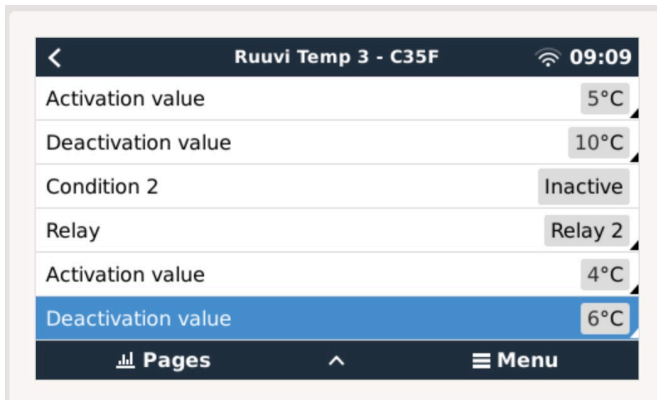 Ruuvi Temp 3 - C35F 09:09
Activation value 5°C
Deactivation value 10°C
Condition 2 Inactive
Relay Relay 2
Activation value 4°C
Deactivation value 6°C
Pages Menu